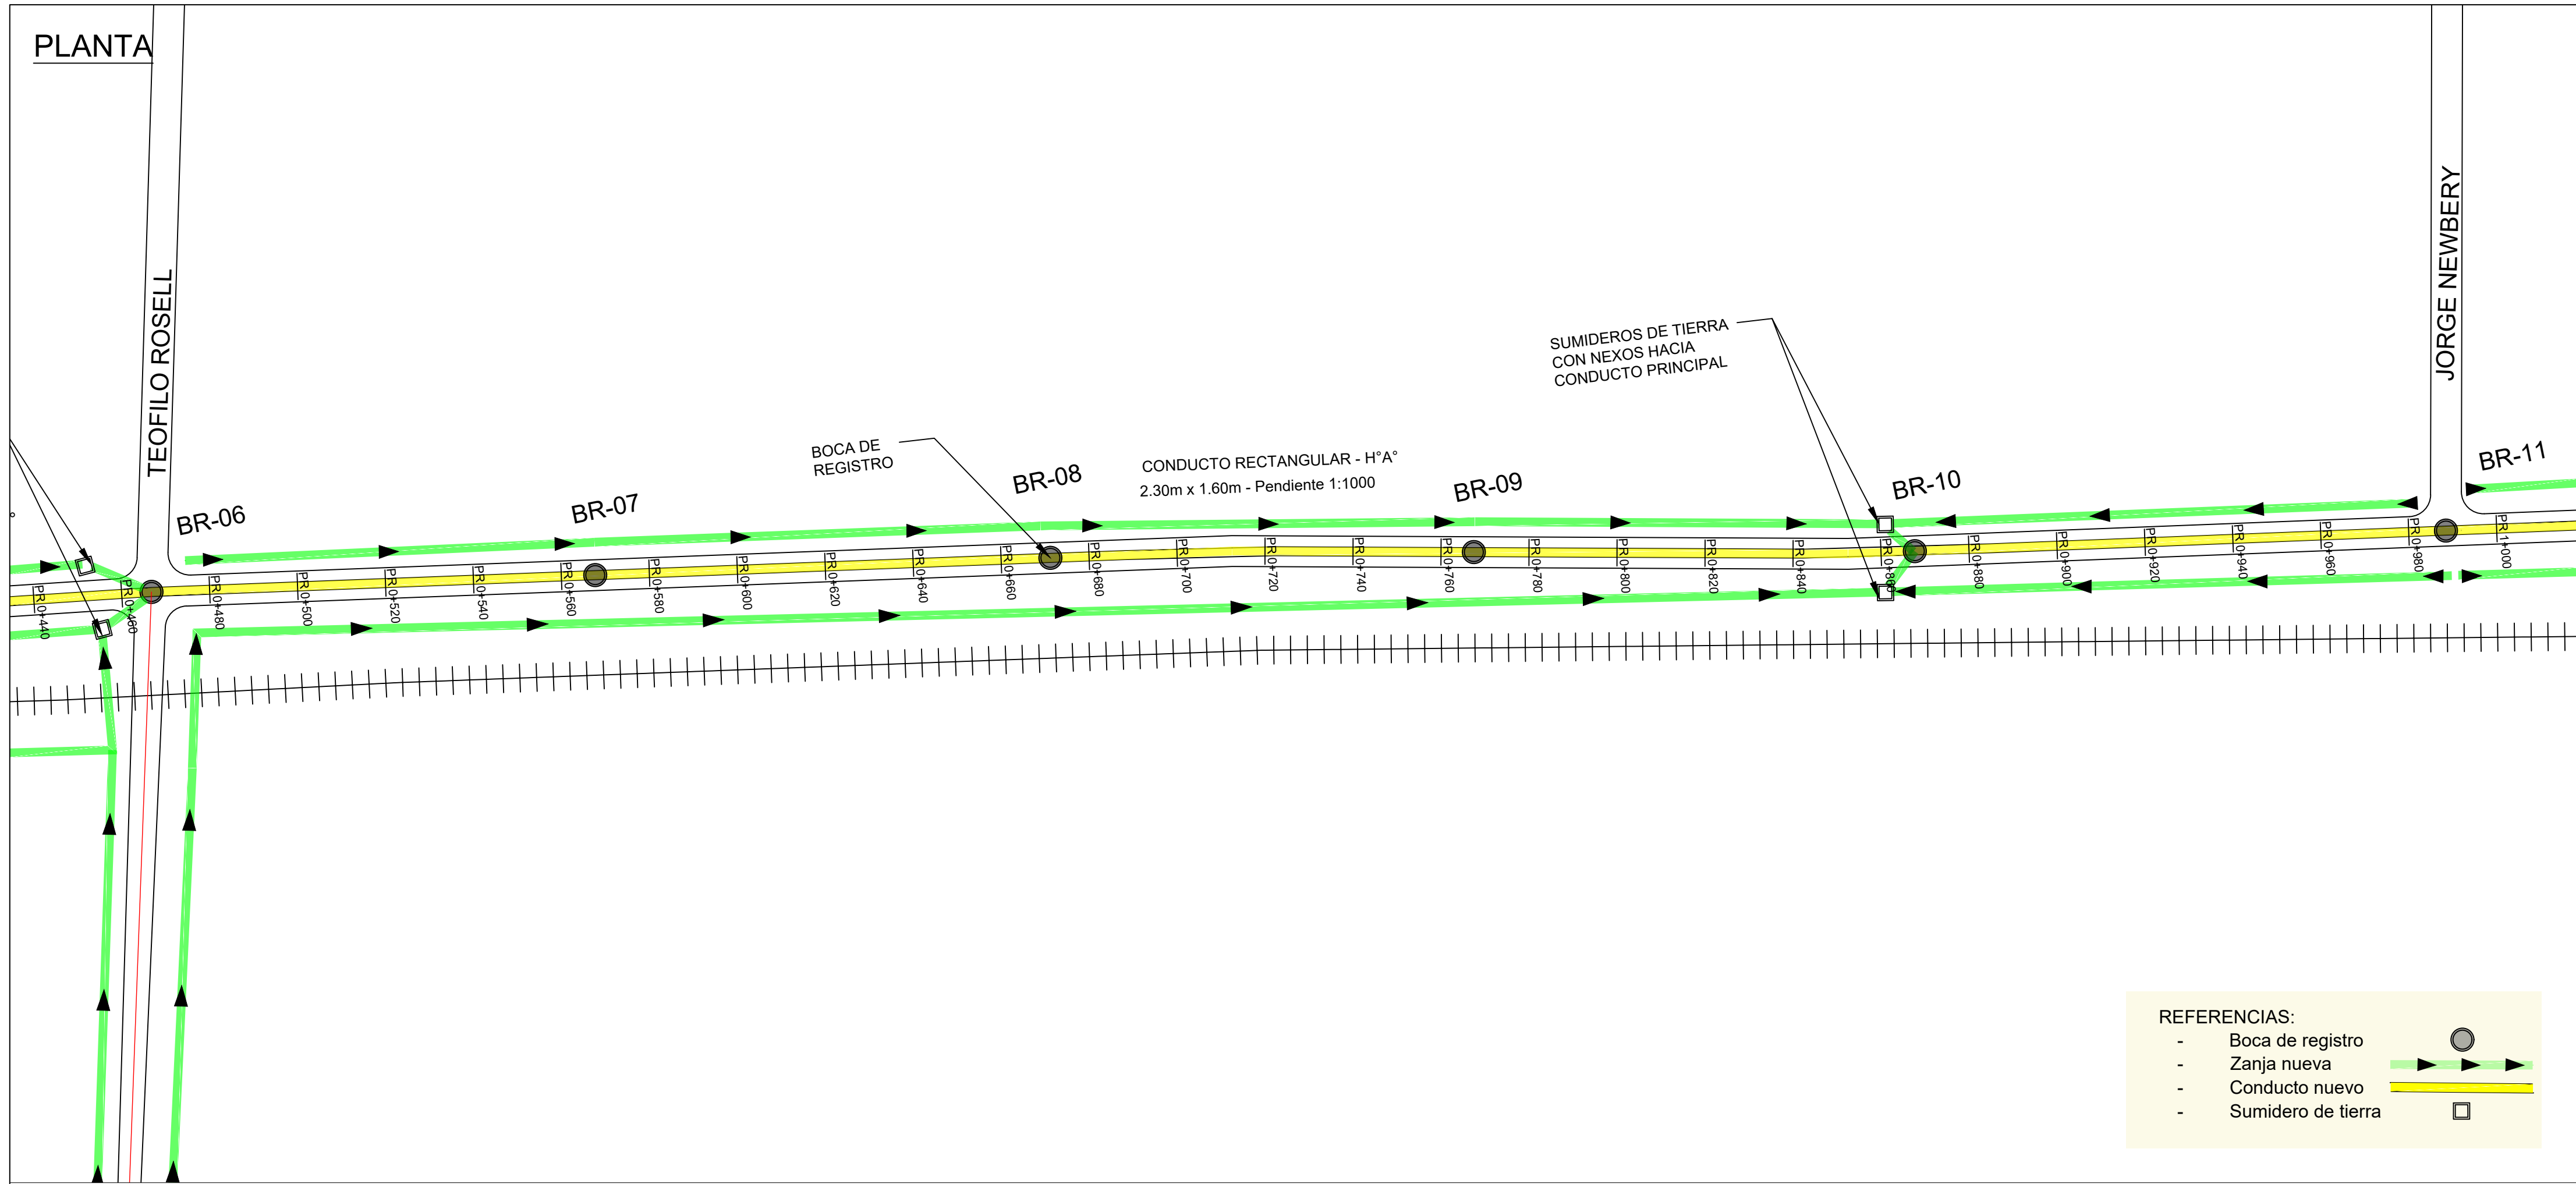 PLANTA
TEOFILO ROSELL
JORGE NEWBERY
SUMIDEROS DE TIERRA
CON NEXOS HACIA
CONDUCTO PRINCIPAL
BOCA DE
REGISTRO
CONDUCTO RECTANGULAR - H°A°
2.30m x 1.60m - Pendiente 1:1000
BR-06
BR-07
BR-08
BR-09
BR-10
BR-11
°
PR 0+440
PR 0+460
PR 0+480
PR 0+500
PR 0+520
PR 0+540
PR 0+560
PR 0+580
PR 0+600
PR 0+620
PR 0+640
PR 0+660
PR 0+680
PR 0+700
PR 0+720
PR 0+740
PR 0+760
PR 0+780
PR 0+800
PR 0+820
PR 0+840
PR 0+860
PR 0+880
PR 0+900
PR 0+920
PR 0+940
PR 0+960
PR 0+980
PR 1+000
REFERENCIAS:
- Boca de registro
- Zanja nueva
- Conducto nuevo
- Sumidero de tierra